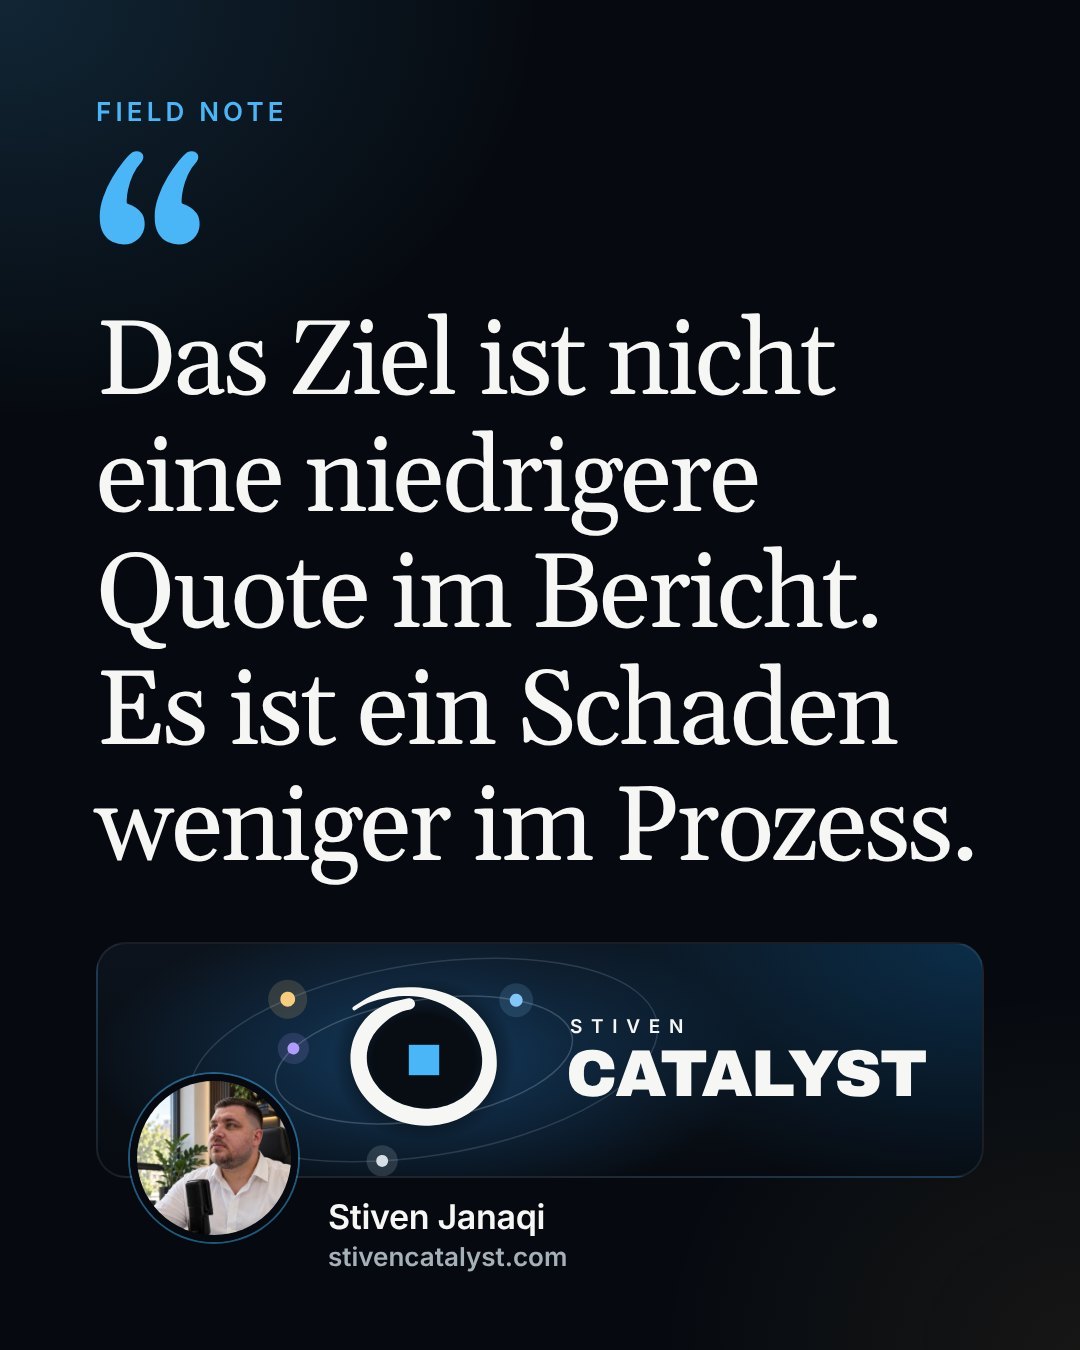 FIELD NOTE
“
Das Ziel ist nicht
eine niedrigere
Quote im Bericht.
Es ist ein Schaden
weniger im Prozess.
STIVEN
CATALYST
Stiven Janaqi
stivencatalyst.com